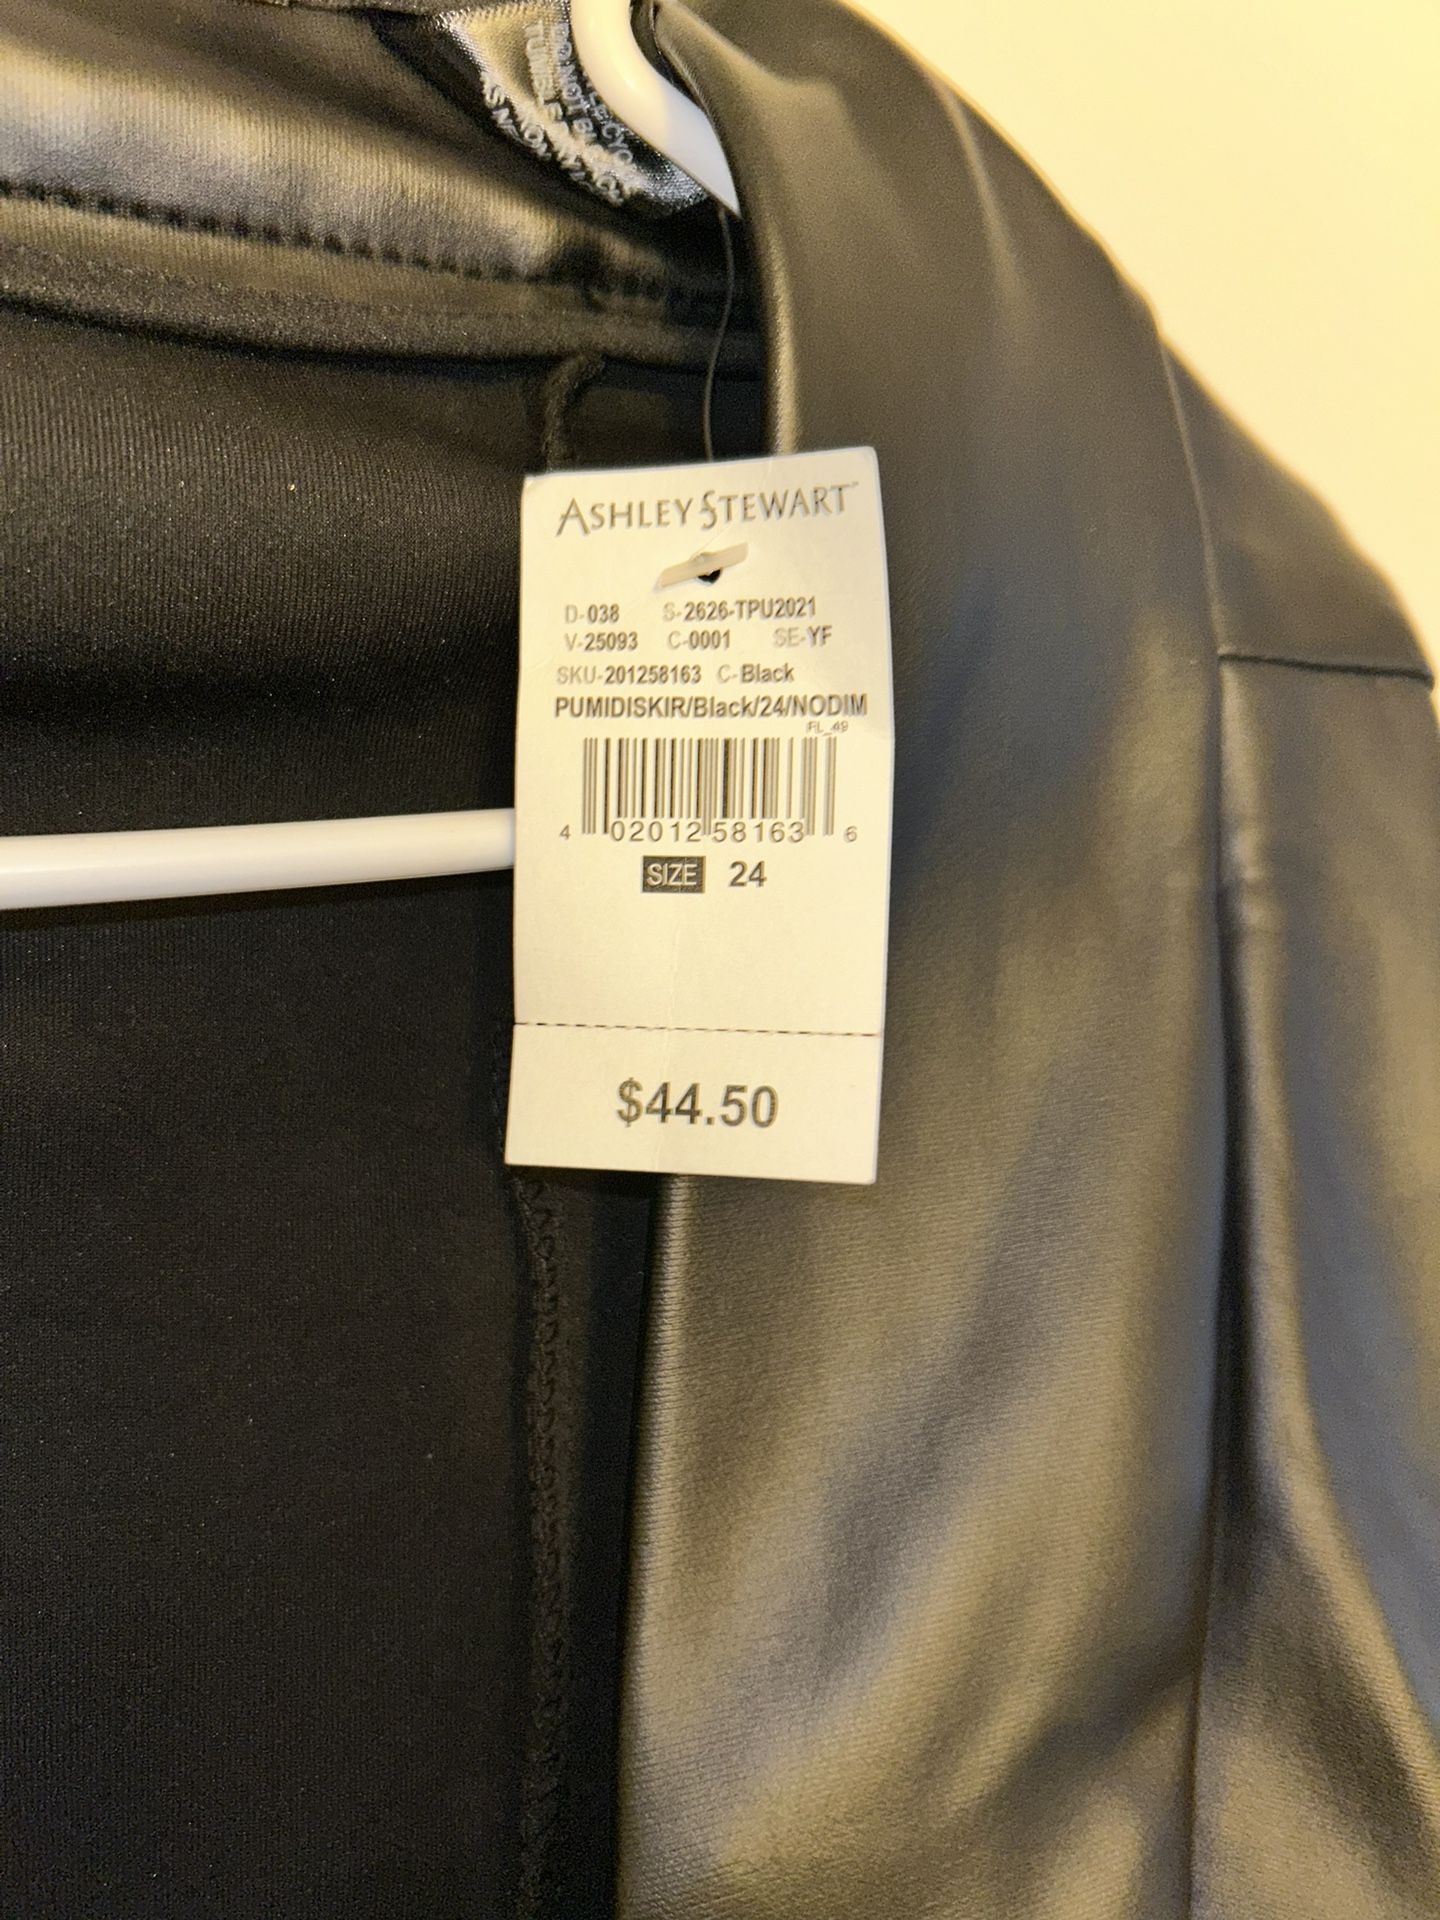 ASHLEY STEWART
D-038 S-2626-TPU2021
V-25093 C-0001 SE-YF
SKU-201258163 C-Black
PUMIDISKIR/Black/24/NODIM
FL_49
4 02012 58163 6
SIZE 24
$44.50